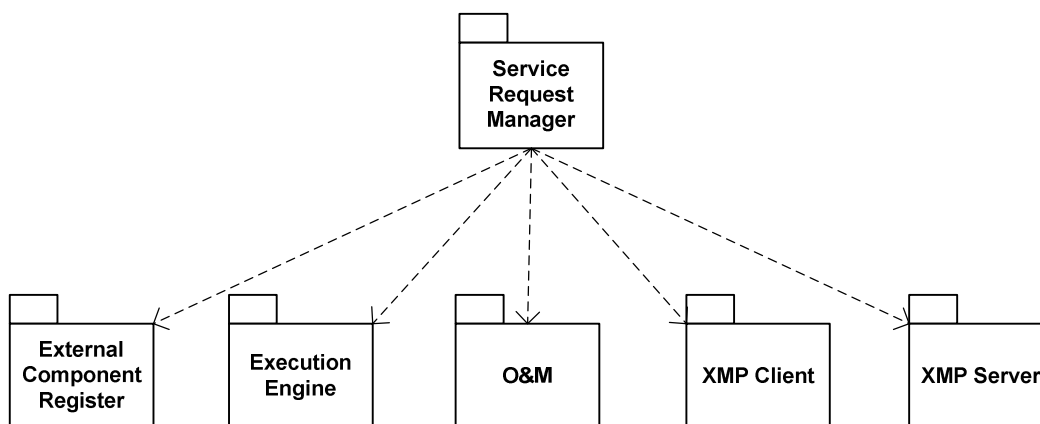 Service
Request
Manager
External
Component
Register
Execution
Engine
O&M
XMP Client
XMP Server